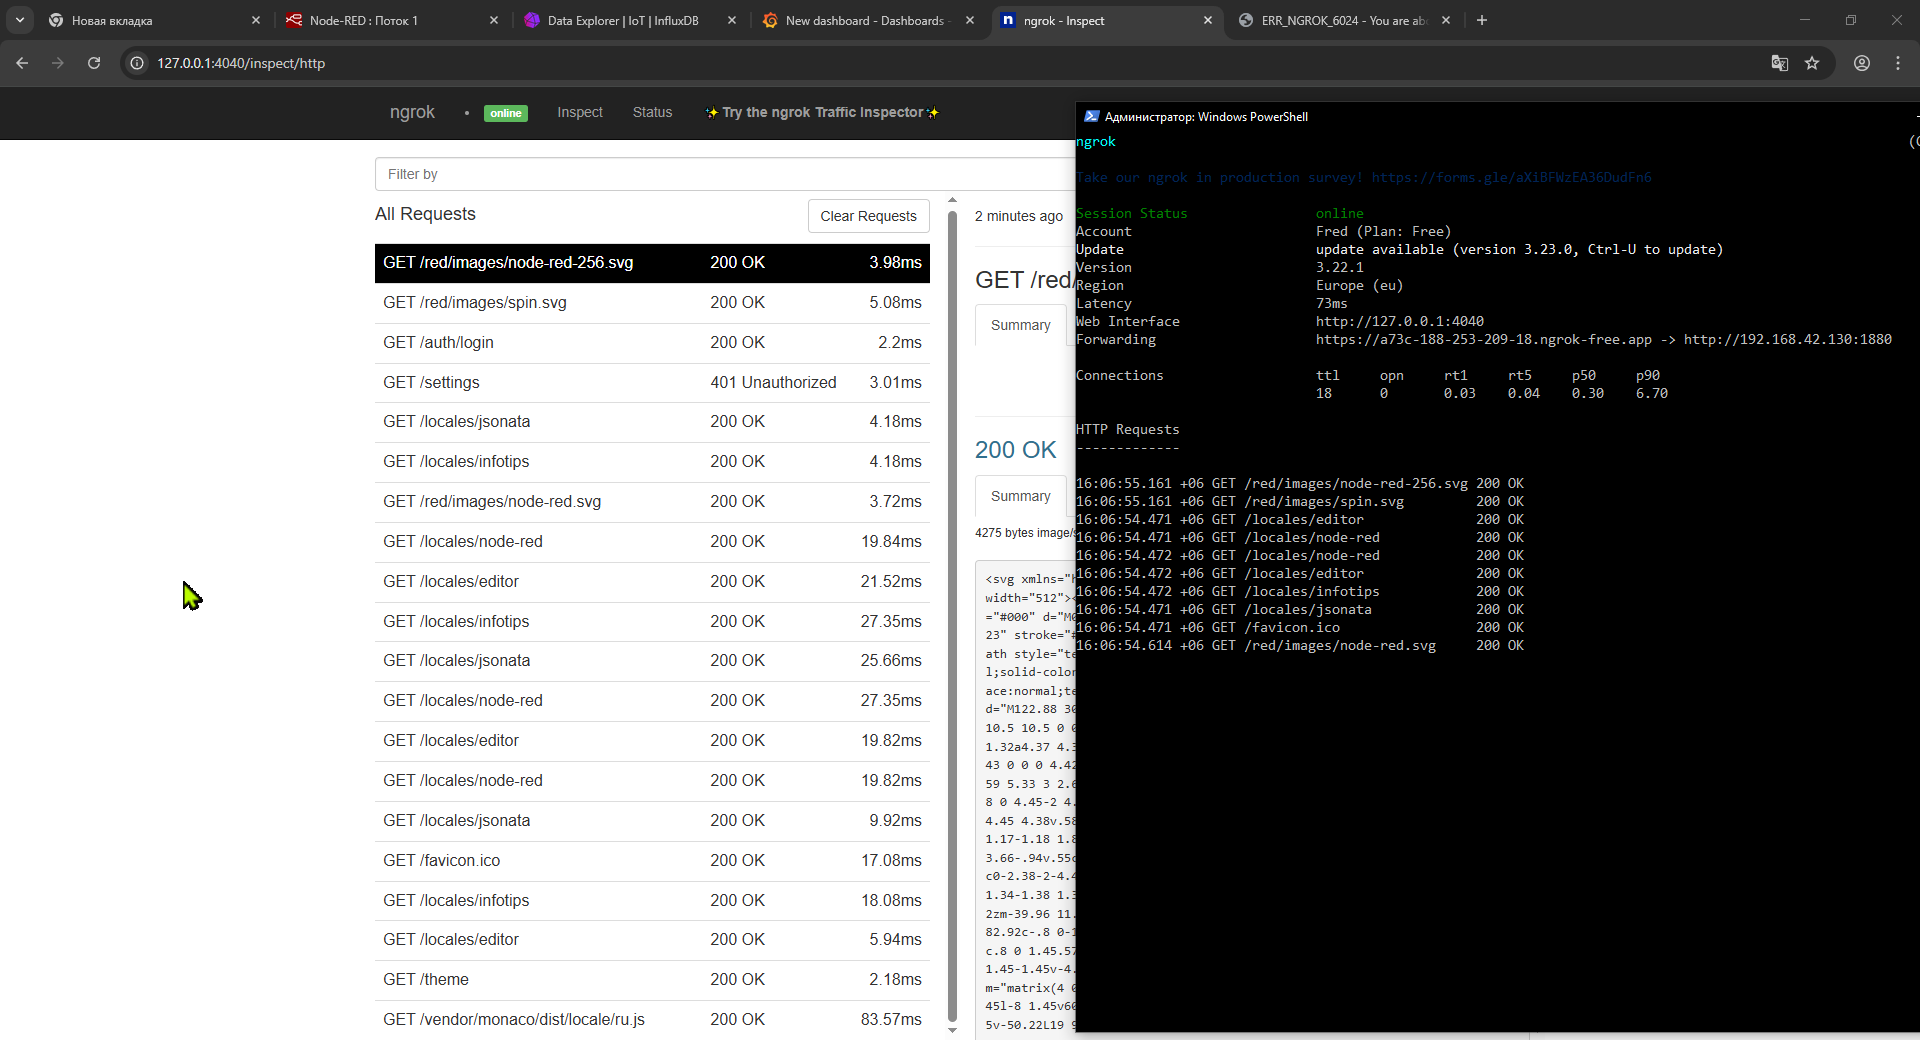 Новая вкладка
Node-RED : Поток 1
Data Explorer | IoT | InfluxDB
New dashboard - Dashboards -
ngrok - Inspect
ERR_NGROK_6024 - You are ab
127.0.0.1:4040/inspect/http
ngrok
online
Inspect
Status
✨Try the ngrok Traffic Inspector✨
Filter by
All Requests
Clear Requests
GET /red/images/node-red-256.svg 200 OK 3.98ms
GET /red/images/spin.svg 200 OK 5.08ms
GET /auth/login 200 OK 2.2ms
GET /settings 401 Unauthorized 3.01ms
GET /locales/jsonata 200 OK 4.18ms
GET /locales/infotips 200 OK 4.18ms
GET /red/images/node-red.svg 200 OK 3.72ms
GET /locales/node-red 200 OK 19.84ms
GET /locales/editor 200 OK 21.52ms
GET /locales/infotips 200 OK 27.35ms
GET /locales/jsonata 200 OK 25.66ms
GET /locales/node-red 200 OK 27.35ms
GET /locales/editor 200 OK 19.82ms
GET /locales/node-red 200 OK 19.82ms
GET /locales/jsonata 200 OK 9.92ms
GET /favicon.ico 200 OK 17.08ms
GET /locales/infotips 200 OK 18.08ms
GET /locales/editor 200 OK 5.94ms
GET /theme 200 OK 2.18ms
GET /vendor/monaco/dist/locale/ru.js 200 OK 83.57ms
2 minutes ago
GET /red/
Summary
200 OK
Summary
4275 bytes image/s
<svg xmlns="h
width="512"><
="#000" d="M0
23" stroke="#
ath style="te
l;solid-color
ace:normal;te
d="M122.88 30
10.5 10.5 0 0
1.32a4.37 4.3
43 0 0 0 4.42
59 5.33 3 2.6
8 0 4.45-2 4.
4.45 4.38v.58
1.17-1.18 1.8
3.66-.94v.55c
c0-2.38-2-4.4
1.34-1.38 1.3
2zm-39.96 11.
82.92c-.8 0-1
c.8 0 1.45.57
1.45-1.45v-4.
m="matrix(4 0
45l-8 1.45v60
5v-50.22L19 9
Администратор: Windows PowerShell
ngrok
Take our ngrok in production survey! https://forms.gle/aXiBFWzEA36DudFn6
Session Status online
Account Fred (Plan: Free)
Update update available (version 3.23.0, Ctrl-U to update)
Version 3.22.1
Region Europe (eu)
Latency 73ms
Web Interface http://127.0.0.1:4040
Forwarding https://a73c-188-253-209-18.ngrok-free.app -> http://192.168.42.130:1880
Connections ttl opn rt1 rt5 p50 p90
18 0 0.03 0.04 0.30 6.70
HTTP Requests
-------------
16:06:55.161 +06 GET /red/images/node-red-256.svg 200 OK
16:06:55.161 +06 GET /red/images/spin.svg 200 OK
16:06:54.471 +06 GET /locales/editor 200 OK
16:06:54.471 +06 GET /locales/node-red 200 OK
16:06:54.472 +06 GET /locales/node-red 200 OK
16:06:54.472 +06 GET /locales/editor 200 OK
16:06:54.472 +06 GET /locales/infotips 200 OK
16:06:54.471 +06 GET /locales/jsonata 200 OK
16:06:54.471 +06 GET /favicon.ico 200 OK
16:06:54.614 +06 GET /red/images/node-red.svg 200 OK